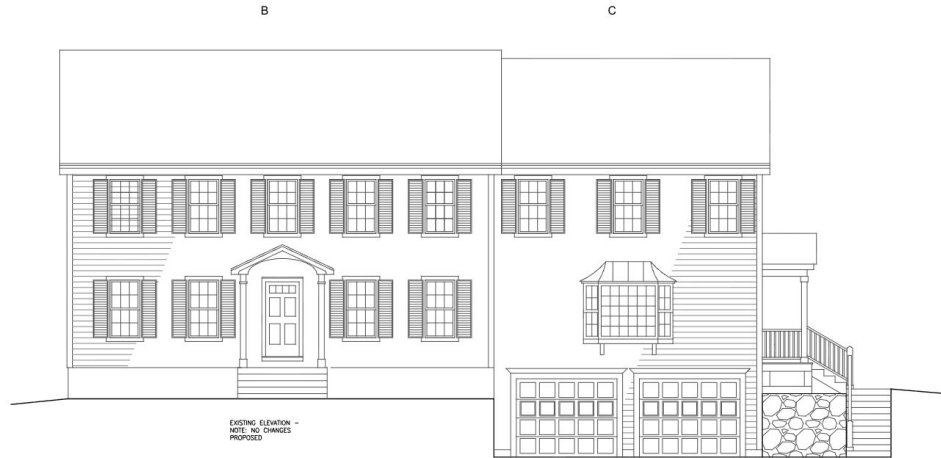 B
C
EXISTING ELEVATION -
NOTE: NO CHANGES
PROPOSED